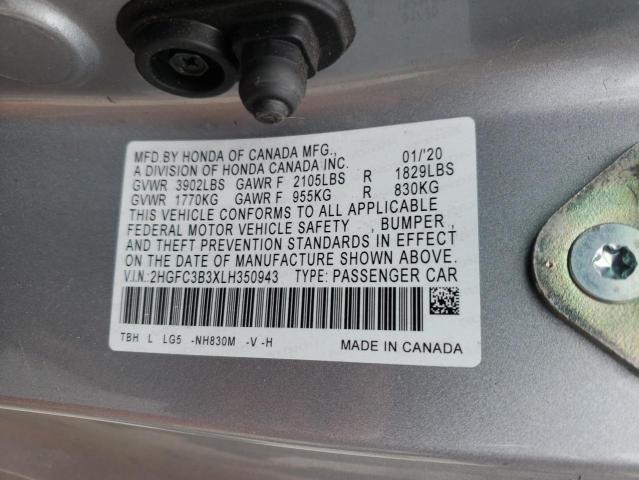 MFD.BY HONDA OF CANADA MFG., 01/'20
A DIVISION OF HONDA CANADA INC.
GVWR 3902LBS GAWR F 2105LBS R 1829LBS
GVWR 1770KG GAWR F 955KG R 830KG
THIS VEHICLE CONFORMS TO ALL APPLICABLE
FEDERAL MOTOR VEHICLE SAFETY , BUMPER ,
AND THEFT PREVENTION STANDARDS IN EFFECT
ON THE DATE OF MANUFACTURE SHOWN ABOVE.
V.I.N.:2HGFC3B3XLH350943 TYPE: PASSENGER CAR
TBH L LG5 -NH830M -V -H
MADE IN CANADA